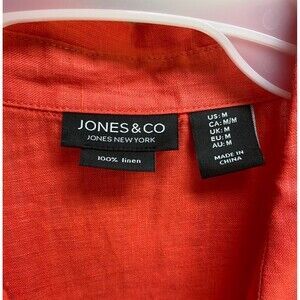 JONES & CO
JONES NEW YORK
100% linen
US: M
CA: M/M
UK: M
EU: M
AU: M
MADE IN
CHINA